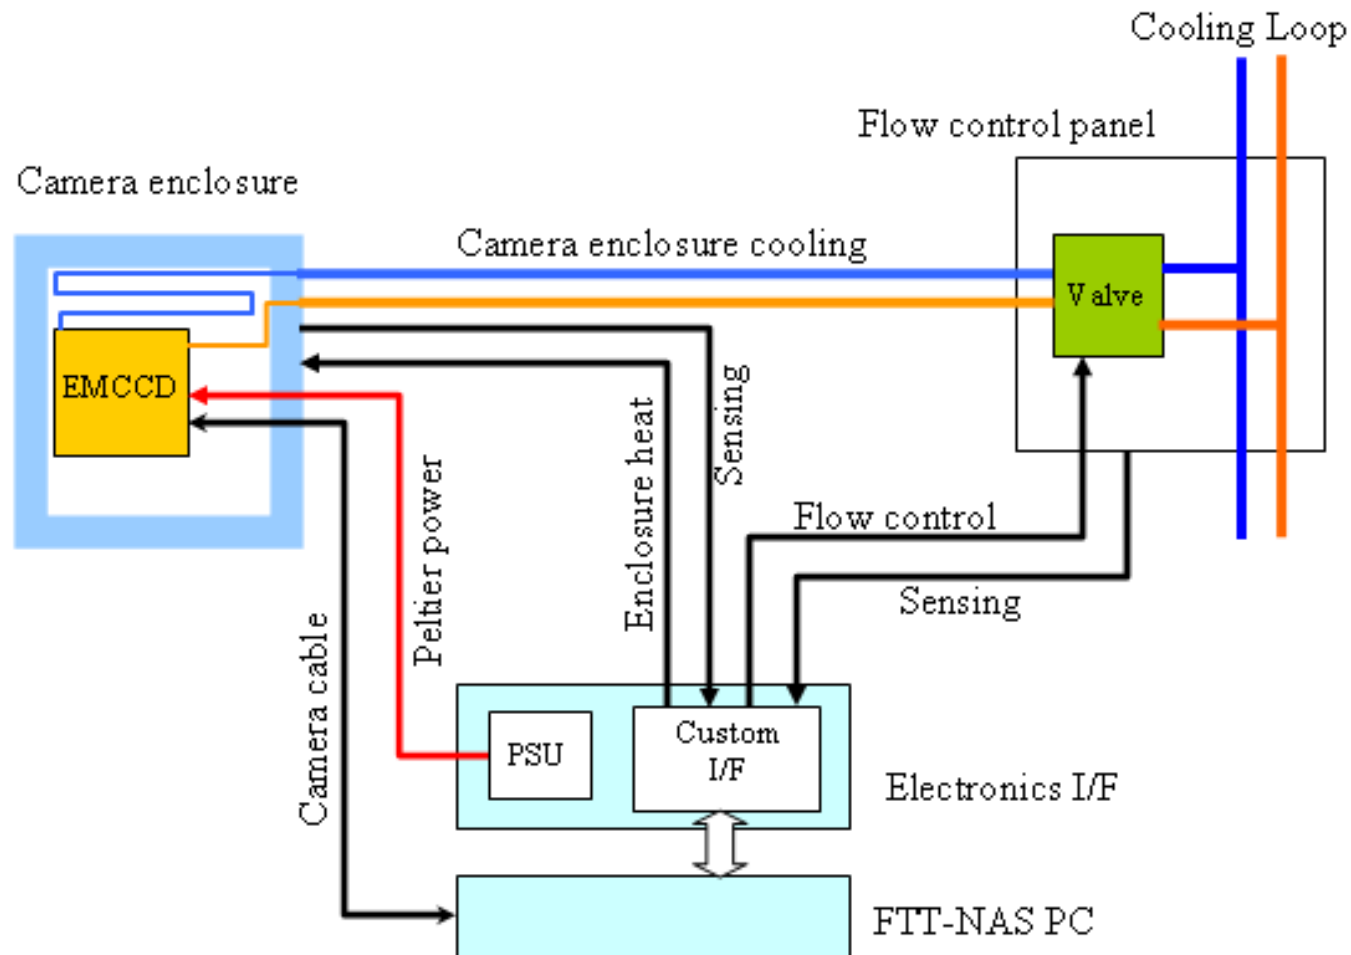 Cooling Loop
Flow control panel
Camera enclosure
Camera enclosure cooling
Valve
EMCCD
Sensing
Enclosure heat
Peltier power
Flow control
Sensing
Camera cable
PSU
Custom
I/F
Electronics I/F
FTT-NAS PC